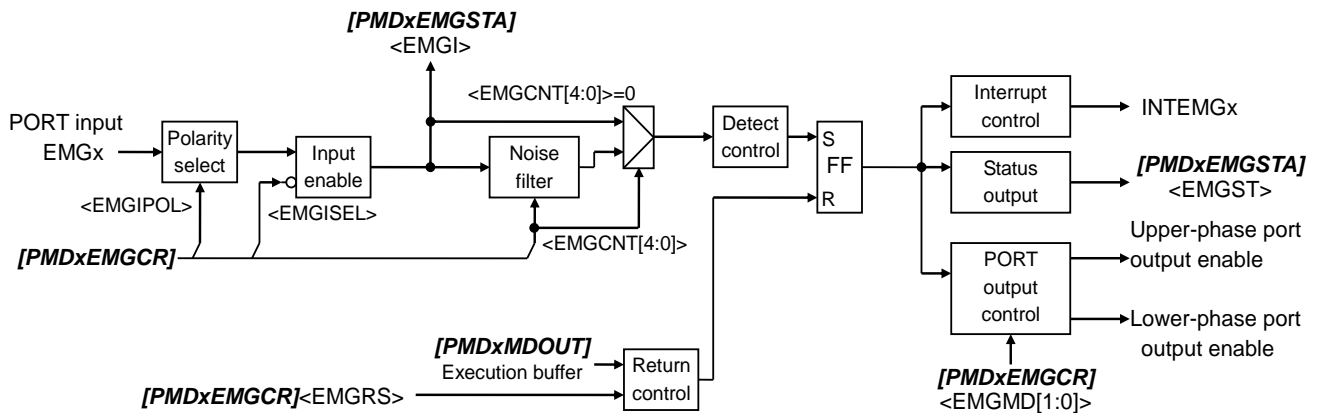 [PMDxEMGSTA]
<EMGI>
<EMGCNT[4:0]>=0
PORT input
EMGx
Polarity
select
Input
enable
Noise
filter
Detect
control
S
FF
R
Interrupt
control
INTEMGx
Status
output
[PMDxEMGSTA]
<EMGST>
<EMGIPOL>
<EMGISEL>
<EMGCNT[4:0]>
[PMDxEMGCR]
PORT
output
control
Upper-phase port
output enable
Lower-phase port
output enable
[PMDxMDOUT]
Execution buffer
Return
control
[PMDxEMGCR]<EMGRS>
[PMDxEMGCR]
<EMGMD[1:0]>